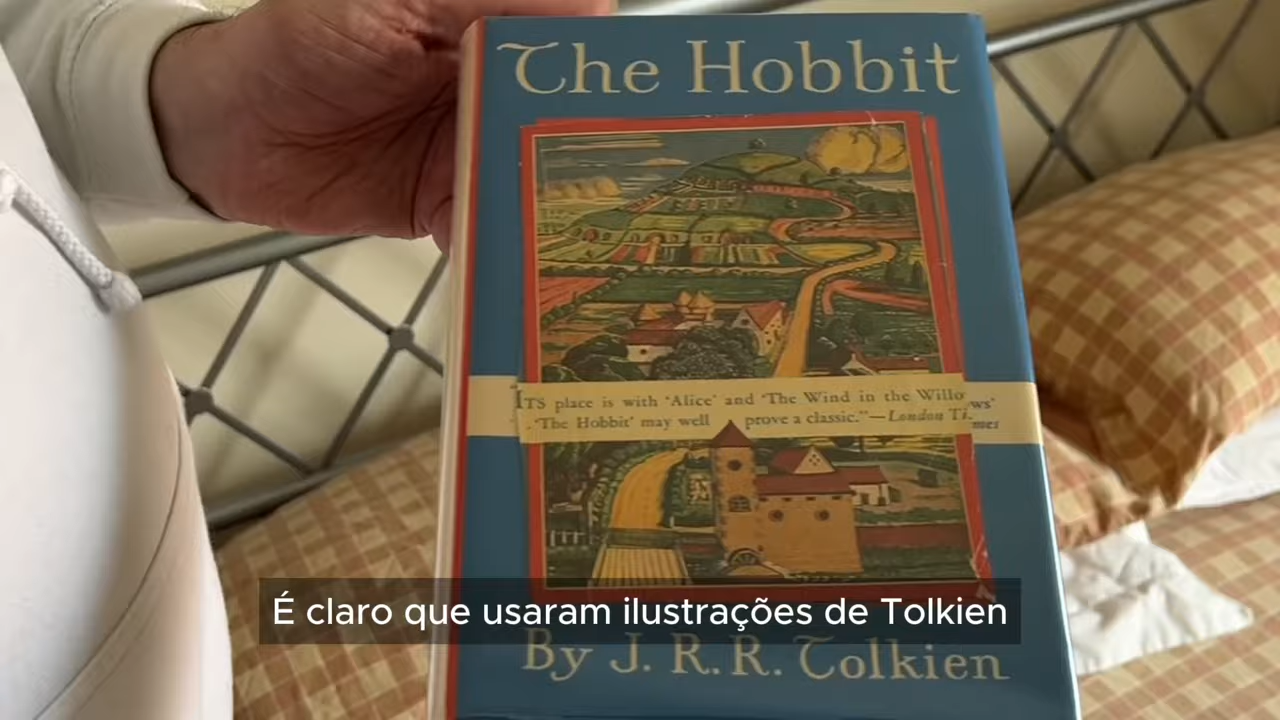 The Hobbit
ITS place is with 'Alice' and 'The Wind in the Willows'
'The Hobbit' may well prove a classic."—London Times
É claro que usaram ilustrações de Tolkien
By J. R. R. Tolkien